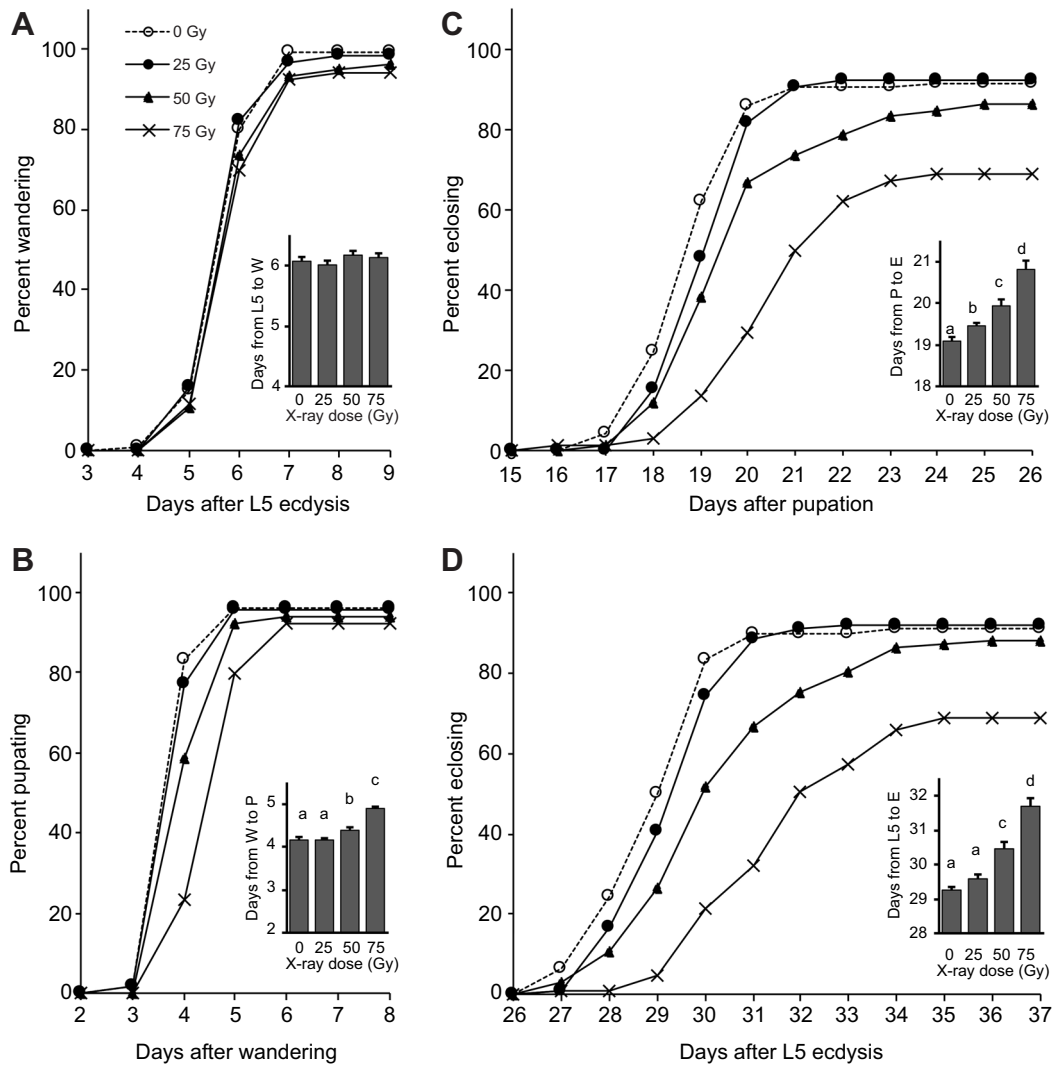 A
0 Gy
25 Gy
50 Gy
75 Gy
100
80
60
40
20
0
Percent wandering
3 4 5 6 7 8 9
Days after L5 ecdysis
Days from L5 to W
6
5
4
0 25 50 75
X-ray dose (Gy)
C
100
80
60
40
20
0
Percent eclosing
15 16 17 18 19 20 21 22 23 24 25 26
Days after pupation
Days from P to E
21
20
19
18
a b c d
0 25 50 75
X-ray dose (Gy)
B
100
80
60
40
20
0
Percent pupating
2 3 4 5 6 7 8
Days after wandering
Days from W to P
5
4
3
2
a a b c
0 25 50 75
X-ray dose (Gy)
D
100
80
60
40
20
0
Percent eclosing
26 27 28 29 30 31 32 33 34 35 36 37
Days after L5 ecdysis
Days from L5 to E
32
31
30
29
28
a a c d
0 25 50 75
X-ray dose (Gy)